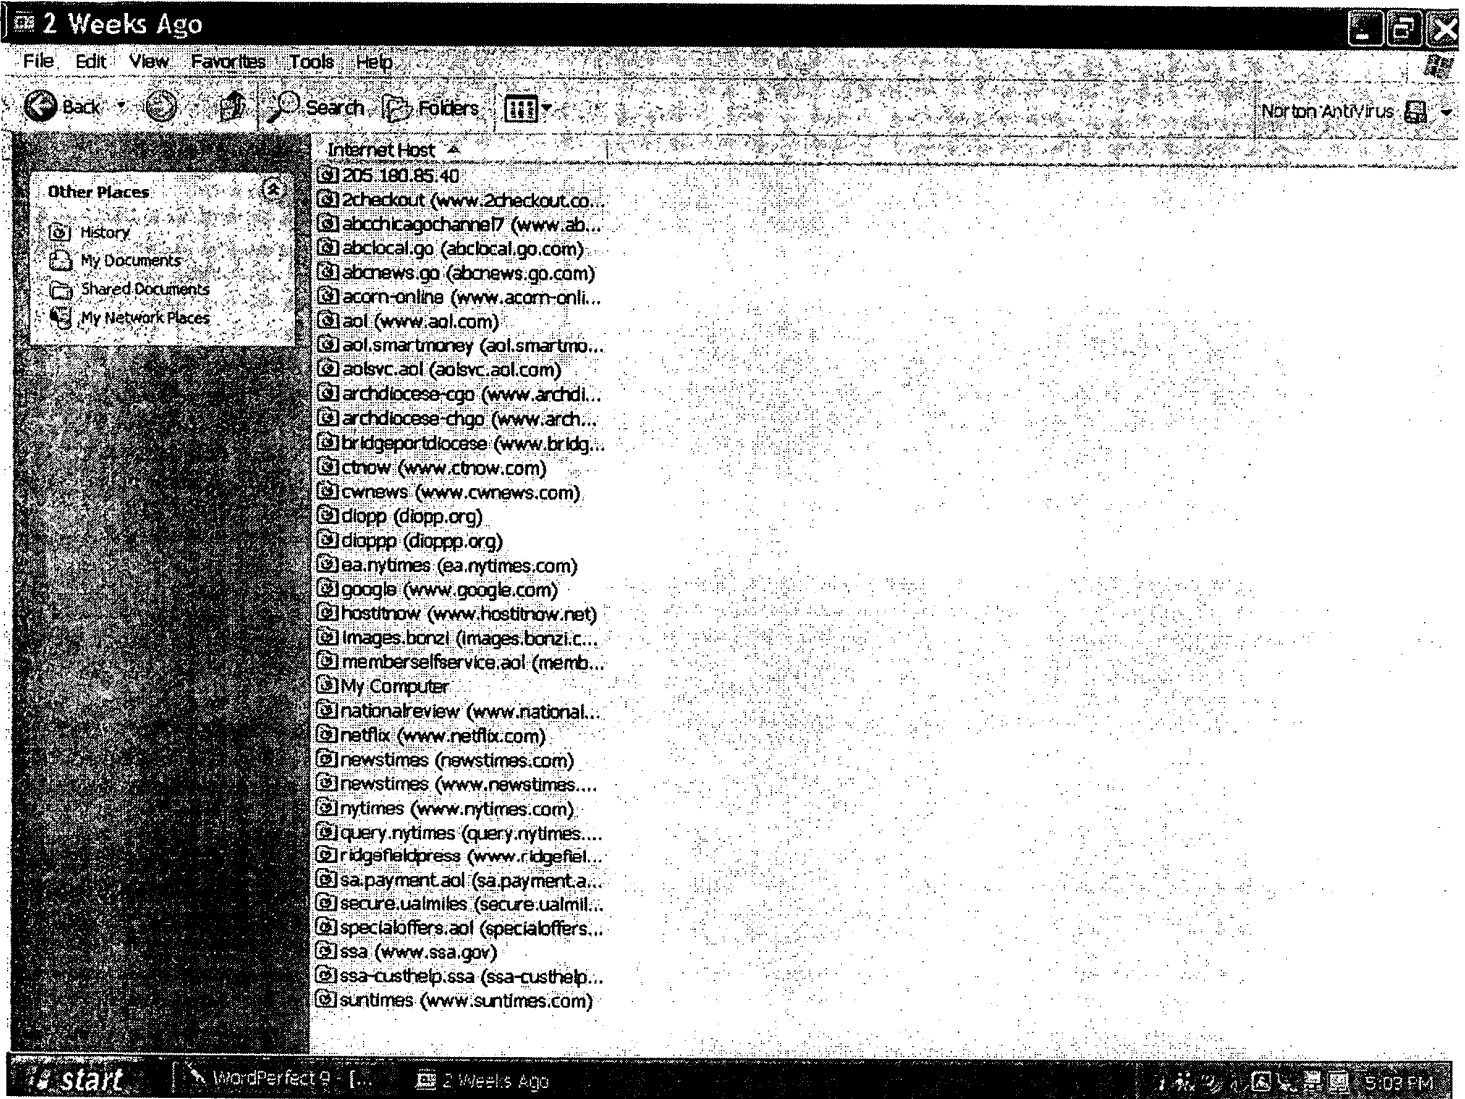 2 Weeks Ago
File Edit View Favorites Tools Help
Back Search Folders Norton AntiVirus
Internet Host
Other Places
History
My Documents
Shared Documents
My Network Places
205.180.85.40
2checkout (www.2checkout.co...
abcchicagochannel7 (www.ab...
abclocal.go (abclocal.go.com)
abcnews.go (abcnews.go.com)
acorn-online (www.acorn-onli...
aol (www.aol.com)
aol.smartmoney (aol.smartmo...
aolsvc.aol (aolsvc.aol.com)
archdiocese-cgo (www.archdi...
archdiocese-chgo (www.arch...
bridgeportdiocese (www.bridg...
ctnow (www.ctnow.com)
cwnews (www.cwnews.com)
diopp (diopp.org)
dioppp (dioppp.org)
ea.nytimes (ea.nytimes.com)
google (www.google.com)
hostitnow (www.hostitnow.net)
images.bonzi (images.bonzi.c...
memberselfservice.aol (memb...
My Computer
nationalreview (www.national...
netflix (www.netflix.com)
newstimes (newstimes.com)
newstimes (www.newstimes....
nytimes (www.nytimes.com)
query.nytimes (query.nytimes....
ridgefieldpress (www.ridgefiel...
sa.payment.aol (sa.payment.a...
secure.ualmiles (secure.ualmil...
specialoffers.aol (specialoffers...
ssa (www.ssa.gov)
ssa-custhelp.ssa (ssa-custhelp...
suntimes (www.suntimes.com)
start WordPerfect 9 - [... 2 Weeks Ago 5:03 PM